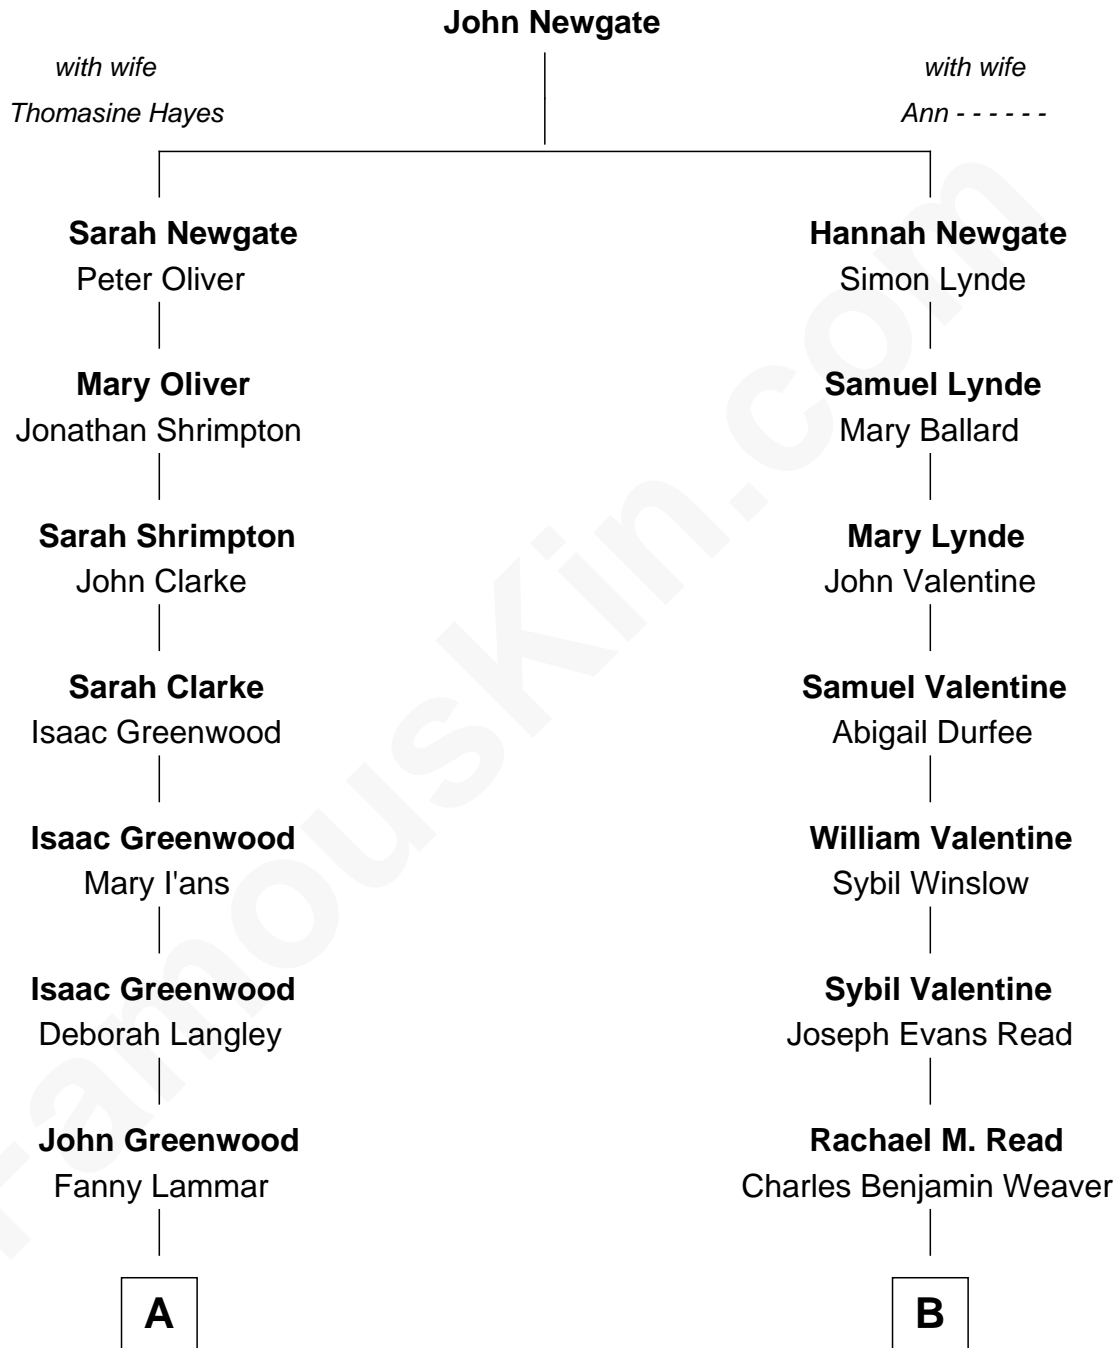 John Newgate
with wife
Thomasine Hayes
with wife
Ann - - - - - -
Sarah Newgate
Peter Oliver
Hannah Newgate
Simon Lynde
Mary Oliver
Jonathan Shrimpton
Samuel Lynde
Mary Ballard
Sarah Shrimpton
John Clarke
Mary Lynde
John Valentine
Sarah Clarke
Isaac Greenwood
Samuel Valentine
Abigail Durfee
Isaac Greenwood
Mary I'ans
William Valentine
Sybil Winslow
Isaac Greenwood
Deborah Langley
Sybil Valentine
Joseph Evans Read
John Greenwood
Fanny Lammar
Rachael M. Read
Charles Benjamin Weaver
A
B
FamousKin.com